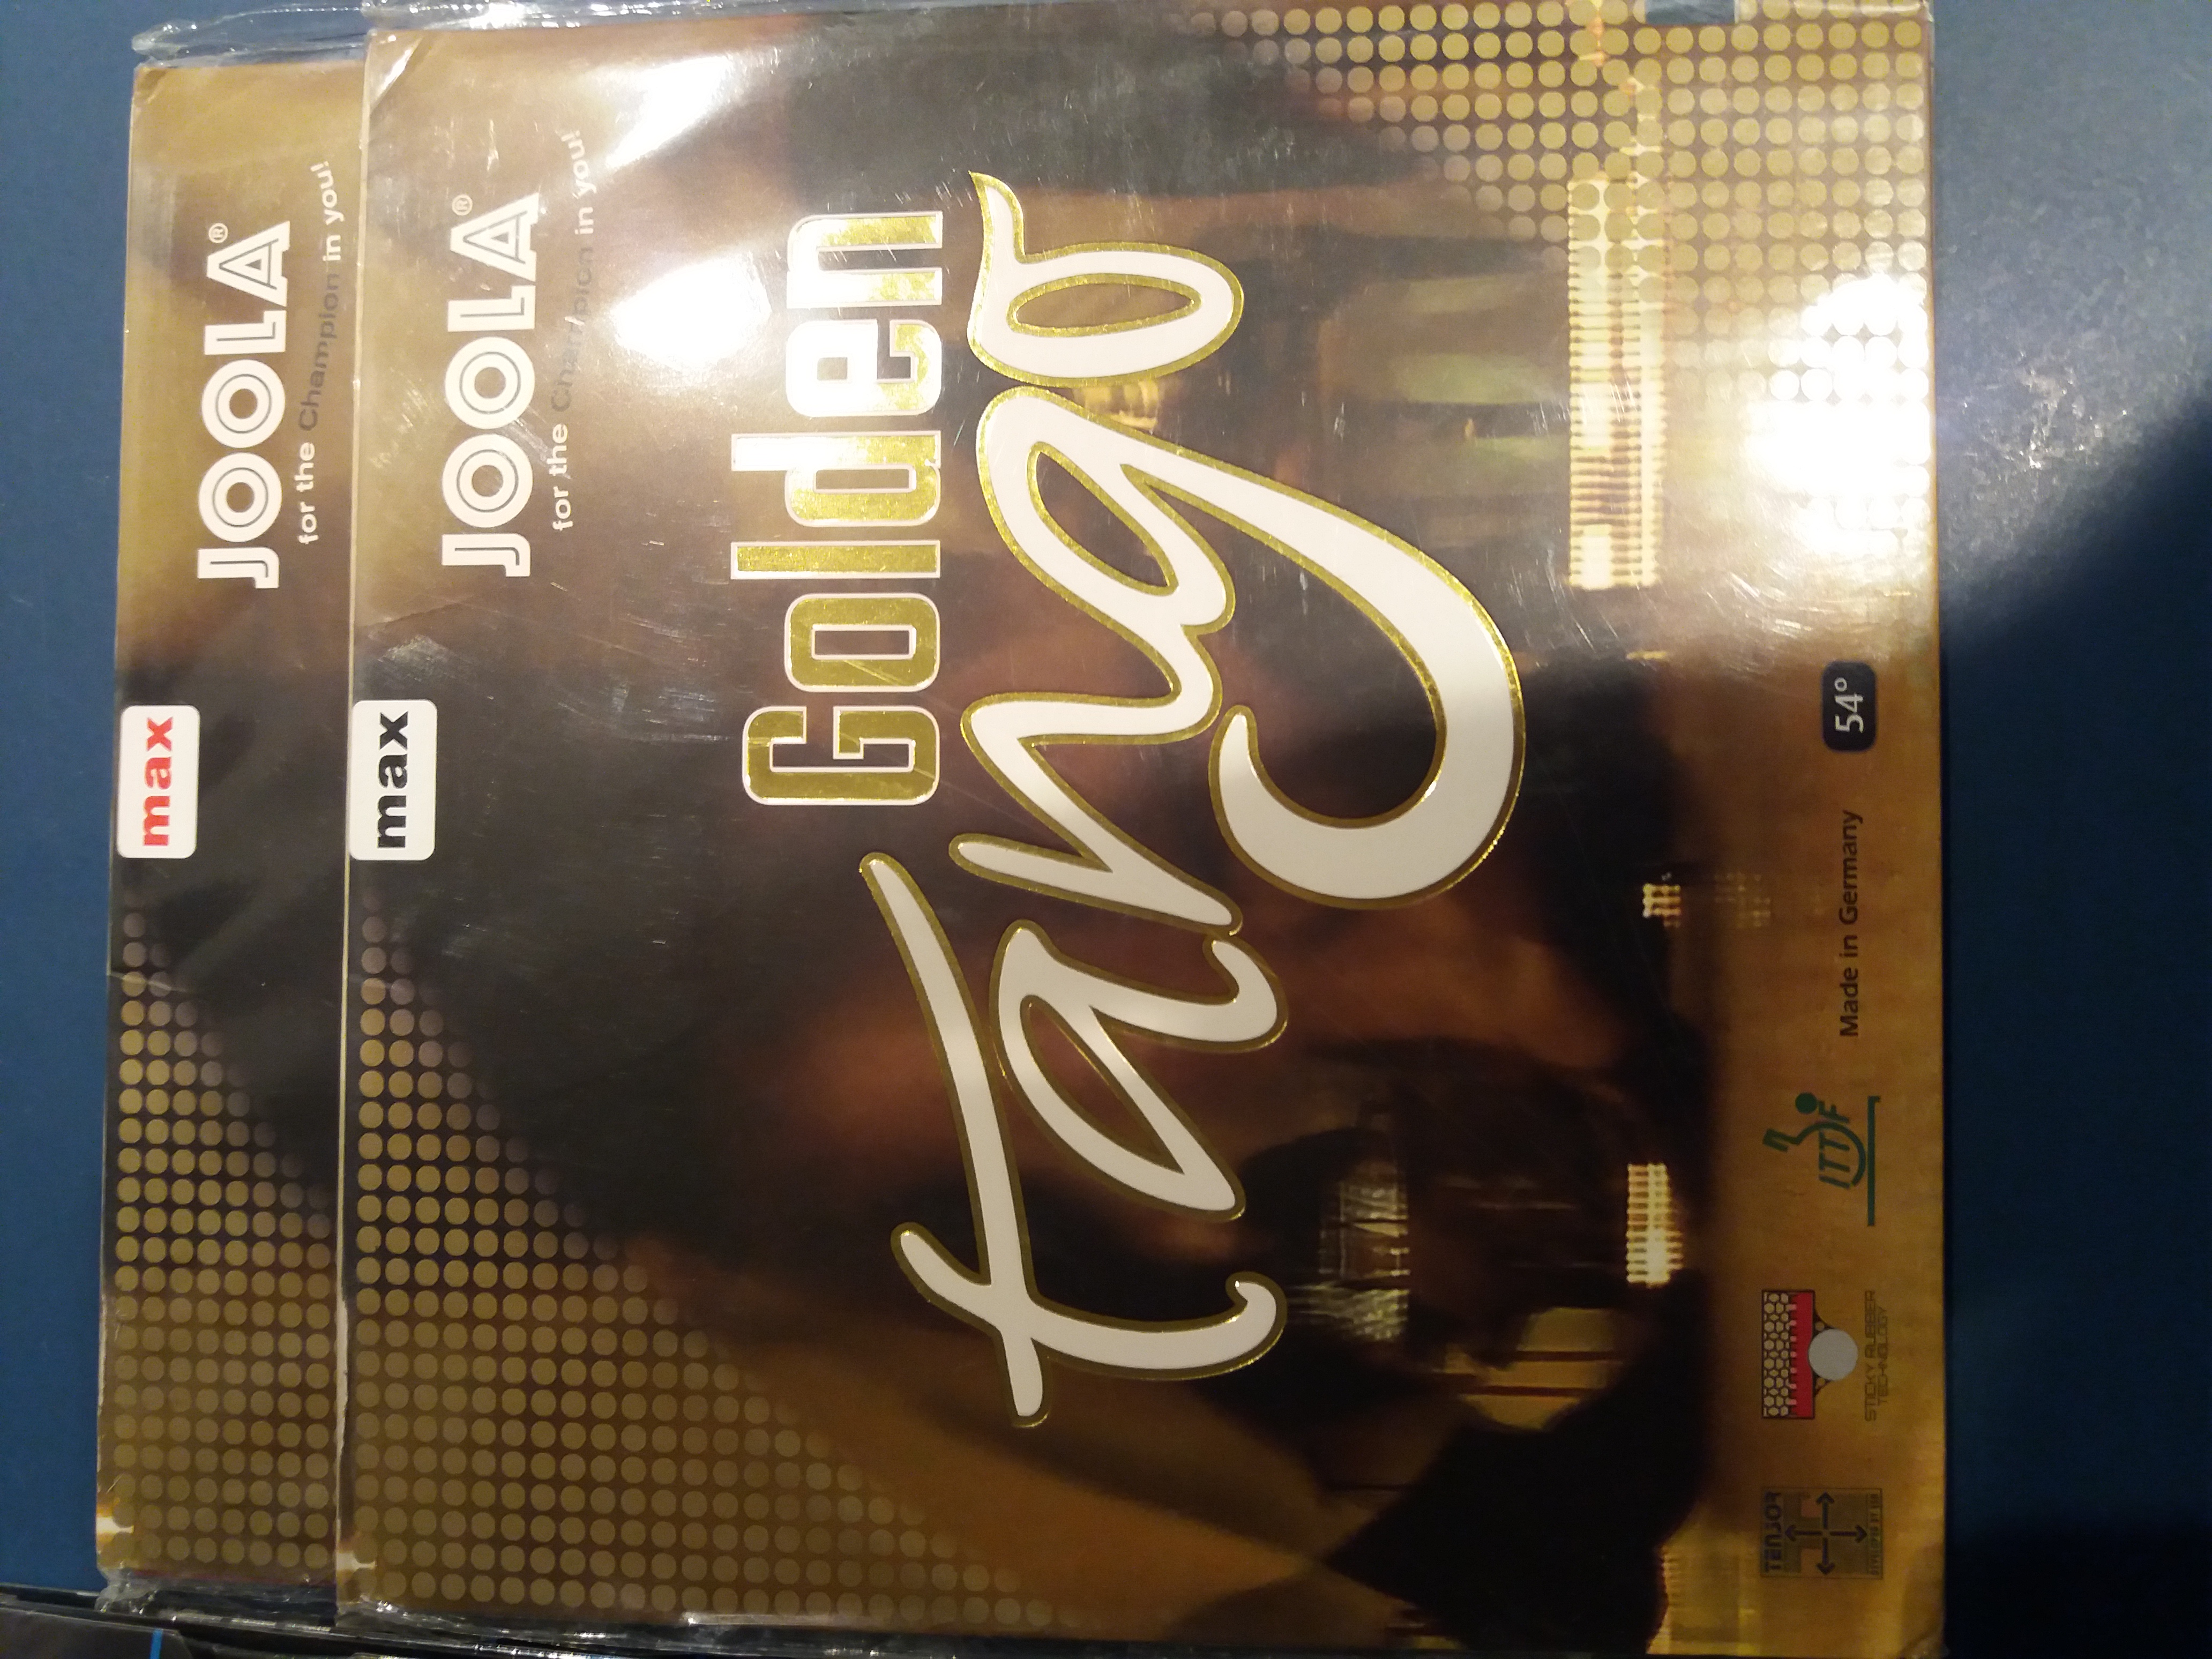 max
JOOLA®
for the Champion in you!
max
JOOLA®
for the Champion in you!
Golden
tango
TENSOR
STICKY RUBBER
TECHNOLOGY
ITTF
Made in Germany
54°